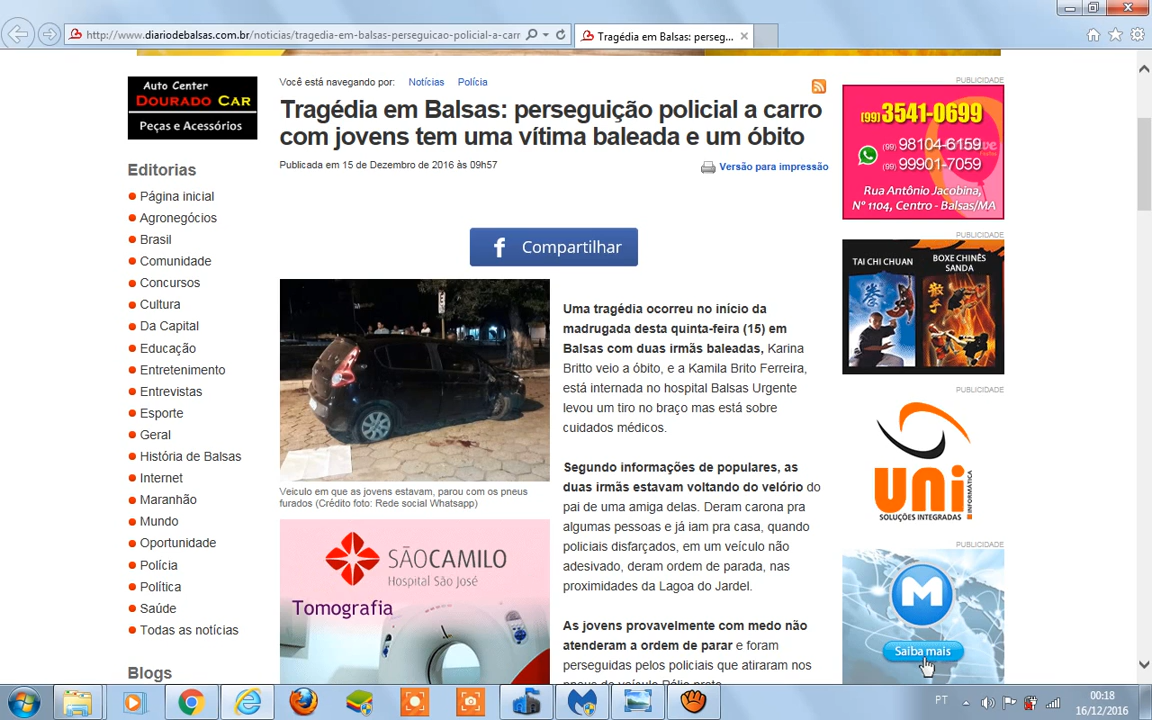 http://www.diariodebalsas.com.br/noticias/tragedia-em-balsas-perseguicao-policial-a-carr
Tragédia em Balsas: perseg...
Auto Center
DOURADO CAR
Peças e Acessórios
Editorias
Página inicial
Agronegócios
Brasil
Comunidade
Concursos
Cultura
Da Capital
Educação
Entretenimento
Entrevistas
Esporte
Geral
História de Balsas
Internet
Maranhão
Mundo
Oportunidade
Polícia
Política
Saúde
Todas as notícias
Blogs
Você está navegando por: Notícias Polícia
Tragédia em Balsas: perseguição policial a carro
com jovens tem uma vítima baleada e um óbito
Publicada em 15 de Dezembro de 2016 às 09h57
Versão para impressão
f Compartilhar
Veiculo em que as jovens estavam, parou com os pneus
furados (Crédito foto: Rede social Whatsapp)
SÃOCAMILO
Hospital São José
Tomografia
Uma tragédia ocorreu no início da
madrugada desta quinta-feira (15) em
Balsas com duas irmãs baleadas, Karina
Britto veio a óbito, e a Kamila Brito Ferreira,
está internada no hospital Balsas Urgente
levou um tiro no braço mas está sobre
cuidados médicos.
Segundo informações de populares, as
duas irmãs estavam voltando do velório do
pai de uma amiga delas. Deram carona pra
algumas pessoas e já iam pra casa, quando
policiais disfarçados, em um veículo não
adesivado, deram ordem de parada, nas
proximidades da Lagoa do Jardel.
As jovens provavelmente com medo não
atenderam a ordem de parar e foram
perseguidas pelos policiais que atiraram nos
PUBLICIDADE
(99) 3541-0699
(99) 98104-6159
(99) 99901-7059
Rua Antônio Jacobina,
Nº 1104, Centro - Balsas/MA
PUBLICIDADE
TAI CHI CHUAN
BOXE CHINÊS
SANDA
PUBLICIDADE
UNI
INFORMÁTICA
SOLUÇÕES INTEGRADAS
PUBLICIDADE
M
Saiba mais
PT
00:18
16/12/2016